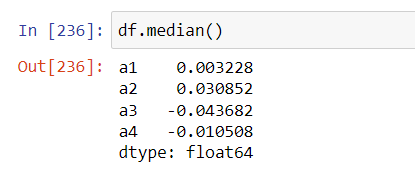 In [236]: df.median()
Out[236]: a1    0.003228
a2    0.030852
a3   -0.043682
a4   -0.010508
dtype: float64